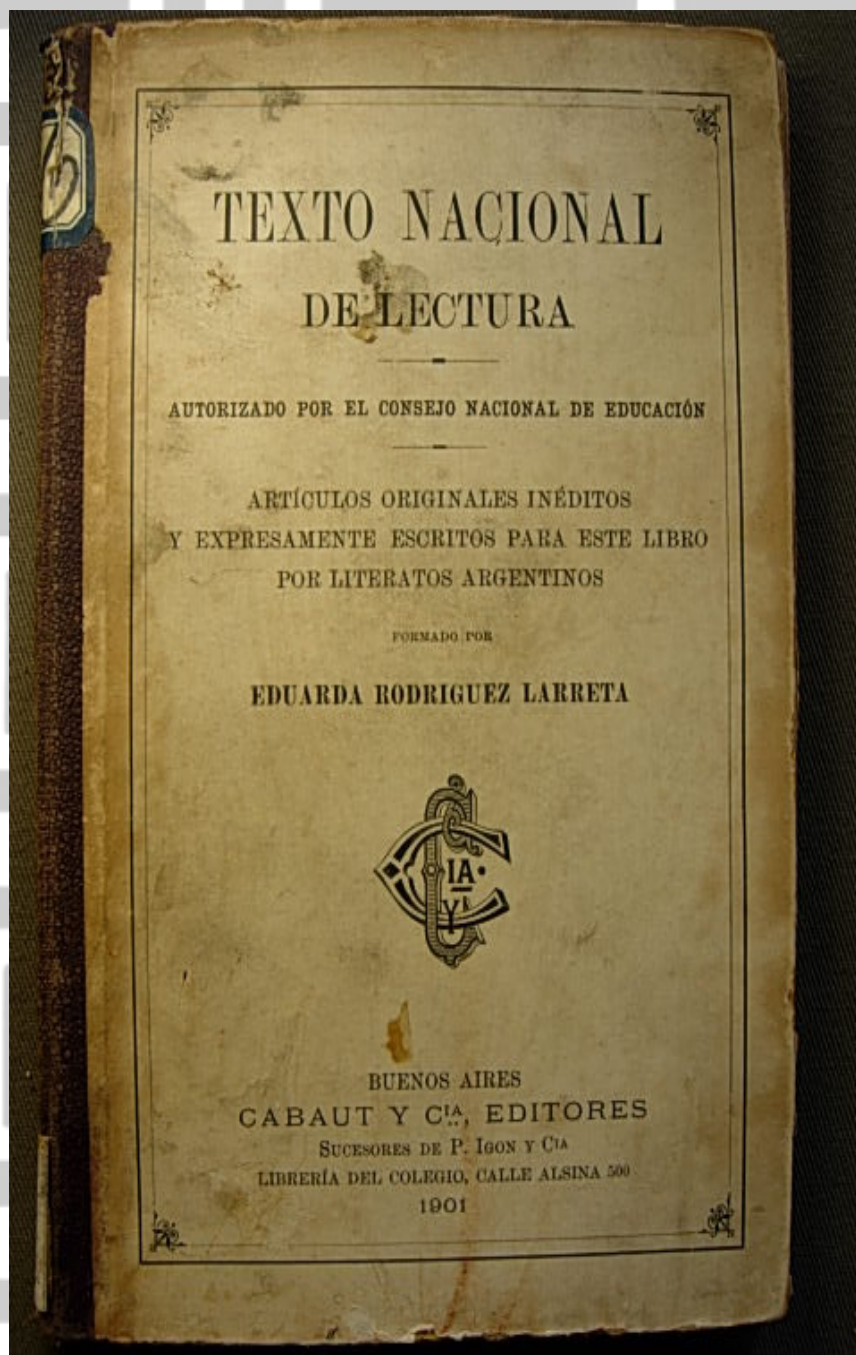 TEXTO NACIONAL
DE LECTURA
AUTORIZADO POR EL CONSEJO NACIONAL DE EDUCACIÓN
ARTÍCULOS ORIGINALES INÉDITOS
Y EXPRESAMENTE ESCRITOS PARA ESTE LIBRO
POR LITERATOS ARGENTINOS
FORMADO POR
EDUARDA RODRIGUEZ LARRETA
C IA.
Y
BUENOS AIRES
CABAUT Y CIA, EDITORES
SUCESORES DE P. IGON Y CIA
LIBRERÍA DEL COLEGIO, CALLE ALSINA 500
1901